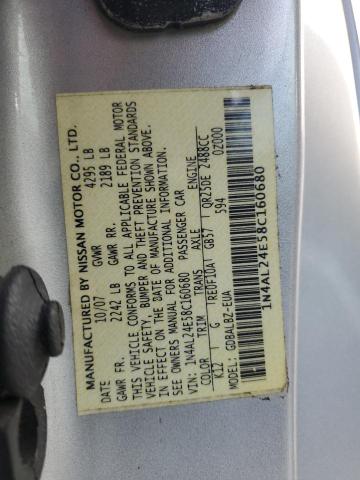 MANUFACTURED BY NISSAN MOTOR CO., LTD.
DATE 10/07 GVWR 4295 LB
GAWR FR. 2242 LB GAWR RR. 2189 LB
THIS VEHICLE CONFORMS TO ALL APPLICABLE FEDERAL MOTOR
VEHICLE SAFETY, BUMPER AND THEFT PREVENTION STANDARDS
IN EFFECT ON THE DATE OF MANUFACTURE SHOWN ABOVE.
SEE OWNERS MANUAL FOR ADDITIONAL INFORMATION.
VIN: 1N4AL24E58C160680 PASSENGER CAR
COLOR TRIM TRANS AXLE ENGINE
K12 G RE0F10A GB57 QR25DE 2488CC
MODEL: GDBALBZ-EUA 594 02000
1N4AL24E58C160680